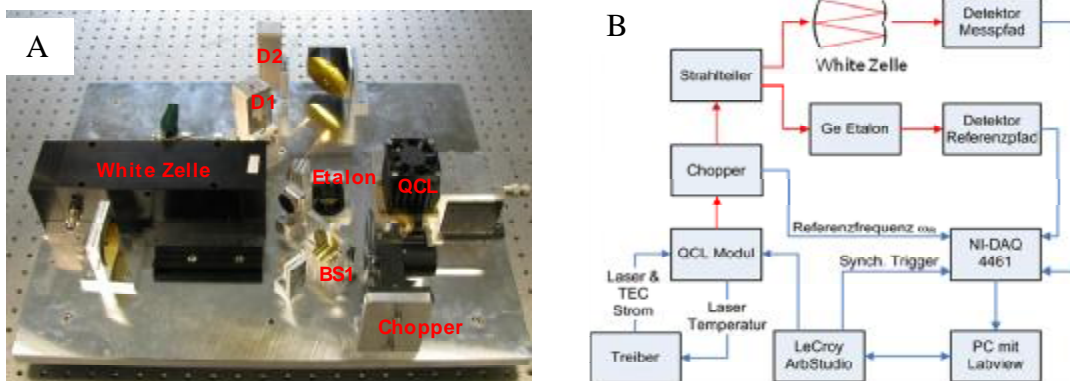 A
D2
D1
White Zelle
Etalon
QCL
BS1
Chopper
B
Detektor
Messpfad
White Zelle
Strahlteiler
Ge Etalon
Detektor
Referenzpfad
Chopper
Referenzfrequenz
QCL Modul
Synch. Trigger
NI-DAQ
4461
Laser &
TEC
Strom
Laser
Temperatur
Treiber
LeCroy
ArbStudio
PC mit
Labview